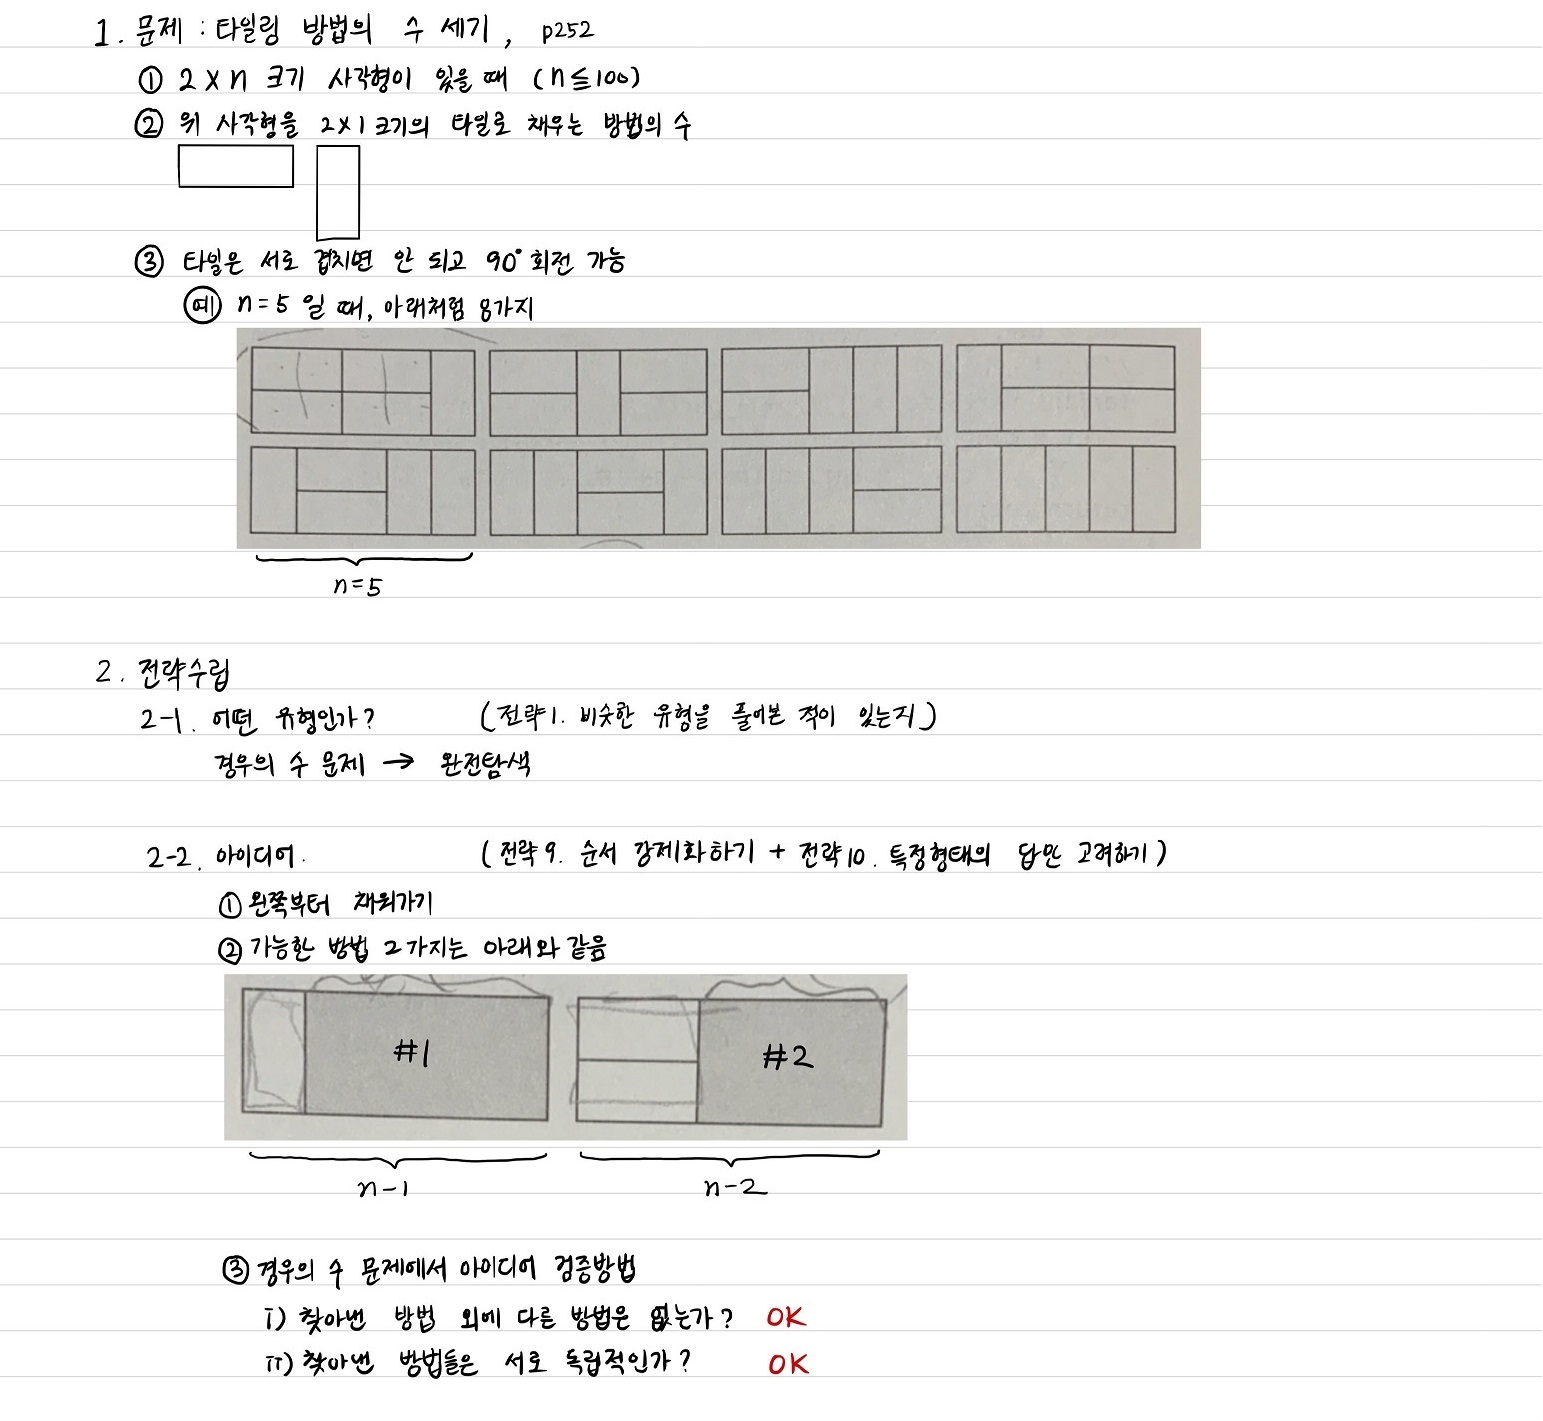 1. 문제 : 타일링 방법의 수 세기, p252
① 2 x n 크기 사각형이 있을 때 (n ≦ 100)
② 위 사각형을 2x1 크기의 타일로 채우는 방법의 수
③ 타일은 서로 겹치면 안 되고 90° 회전 가능
예 n=5 일 때, 아래처럼 8가지
n=5
2. 전략수립
2-1. 어떤 유형인가? (전략1. 비슷한 유형을 풀어본 적이 있는지)
경우의 수 문제 → 완전탐색
2-2. 아이디어. (전략9. 순서 강제화하기 + 전략10. 특정형태의 답만 고려하기)
① 왼쪽부터 채워가기
② 가능한 방법 2가지는 아래와 같음
#1 #2
n-1 n-2
③ 경우의 수 문제에서 아이디어 검증방법
i) 찾아낸 방법 외에 다른 방법은 없는가? OK
ii) 찾아낸 방법들은 서로 독립적인가? OK